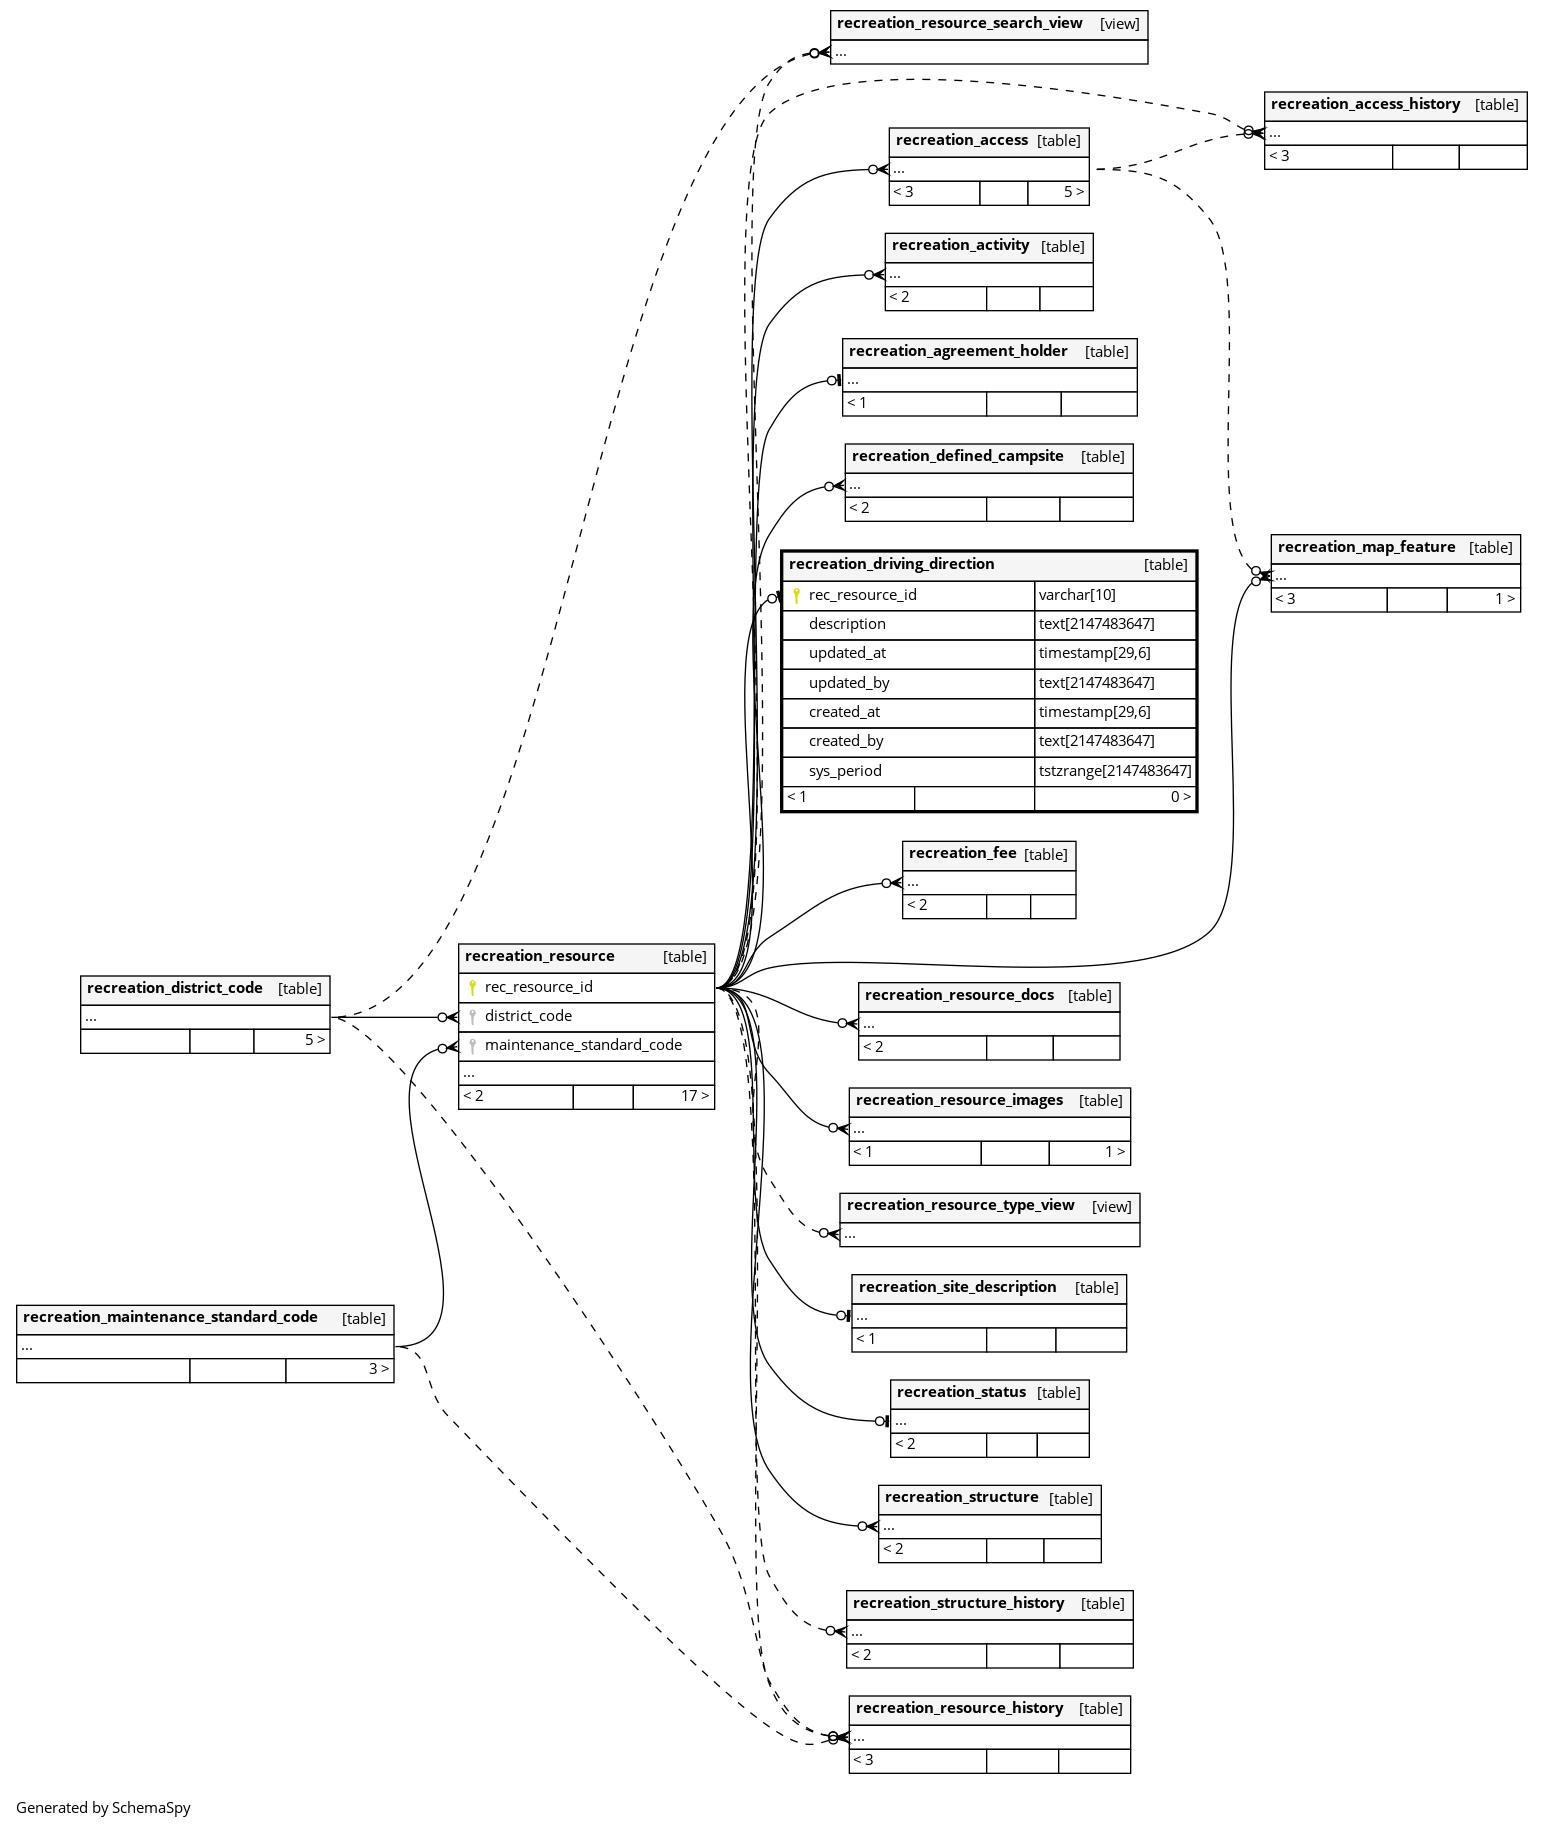 recreation_resource_search_view [view]
...
recreation_access_history [table]
...
< 3
recreation_access [table]
...
< 3 5 >
recreation_activity [table]
...
< 2
recreation_agreement_holder [table]
...
< 1
recreation_defined_campsite [table]
...
< 2
recreation_driving_direction [table]
rec_resource_id varchar[10]
description text[2147483647]
updated_at timestamp[29,6]
updated_by text[2147483647]
created_at timestamp[29,6]
created_by text[2147483647]
sys_period tstzrange[2147483647]
< 1 0 >
recreation_map_feature [table]
...
< 3 1 >
recreation_fee [table]
...
< 2
recreation_resource [table]
rec_resource_id
district_code
maintenance_standard_code
...
< 2 17 >
recreation_district_code [table]
...
5 >
recreation_resource_docs [table]
...
< 2
recreation_resource_images [table]
...
< 1 1 >
recreation_resource_type_view [view]
...
recreation_site_description [table]
...
< 1
recreation_maintenance_standard_code [table]
...
3 >
recreation_status [table]
...
< 2
recreation_structure [table]
...
< 2
recreation_structure_history [table]
...
< 2
recreation_resource_history [table]
...
< 3
Generated by SchemaSpy